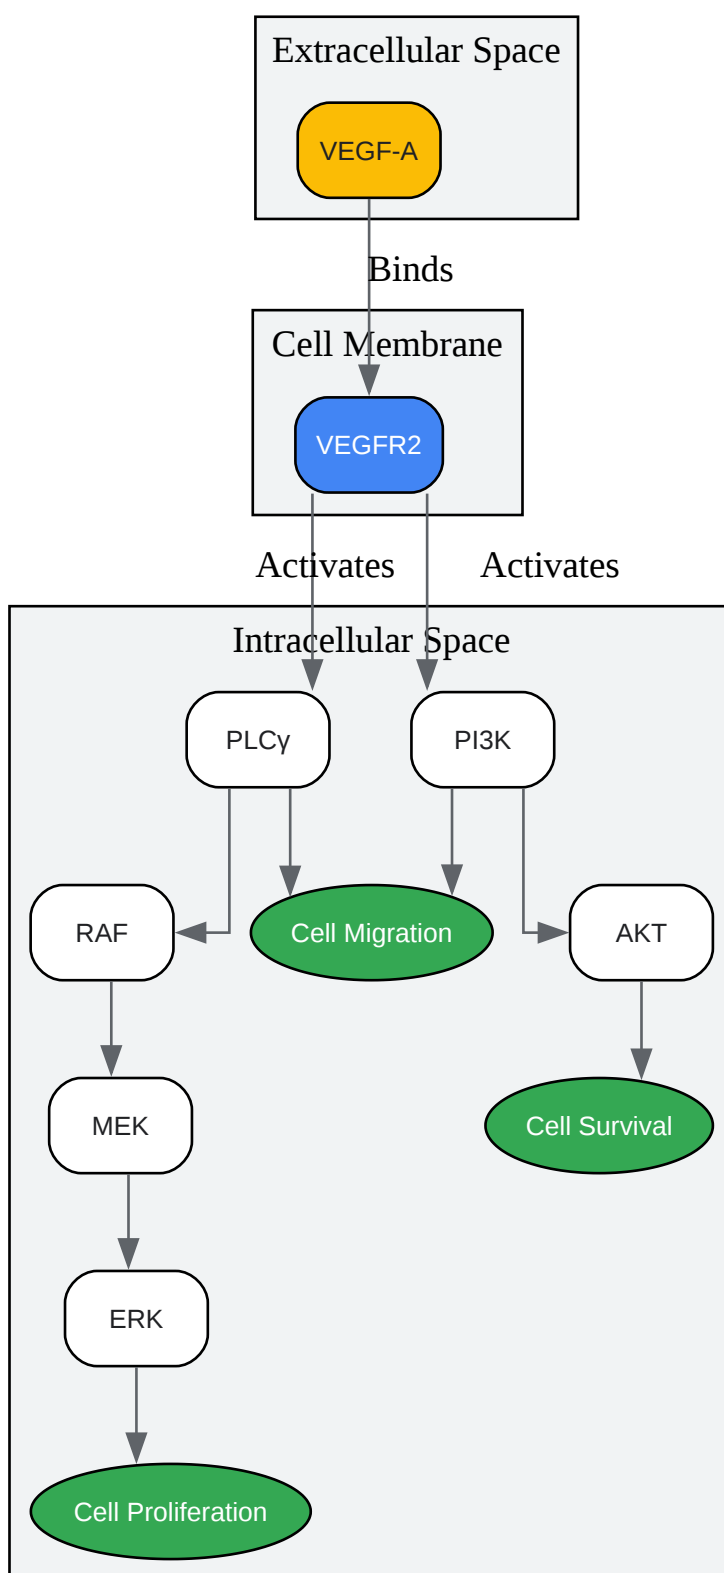 Extracellular Space
VEGF-A
Binds
Cell Membrane
VEGFR2
Activates
Activates
Intracellular Space
PLCγ
PI3K
RAF
Cell Migration
AKT
MEK
Cell Survival
ERK
Cell Proliferation